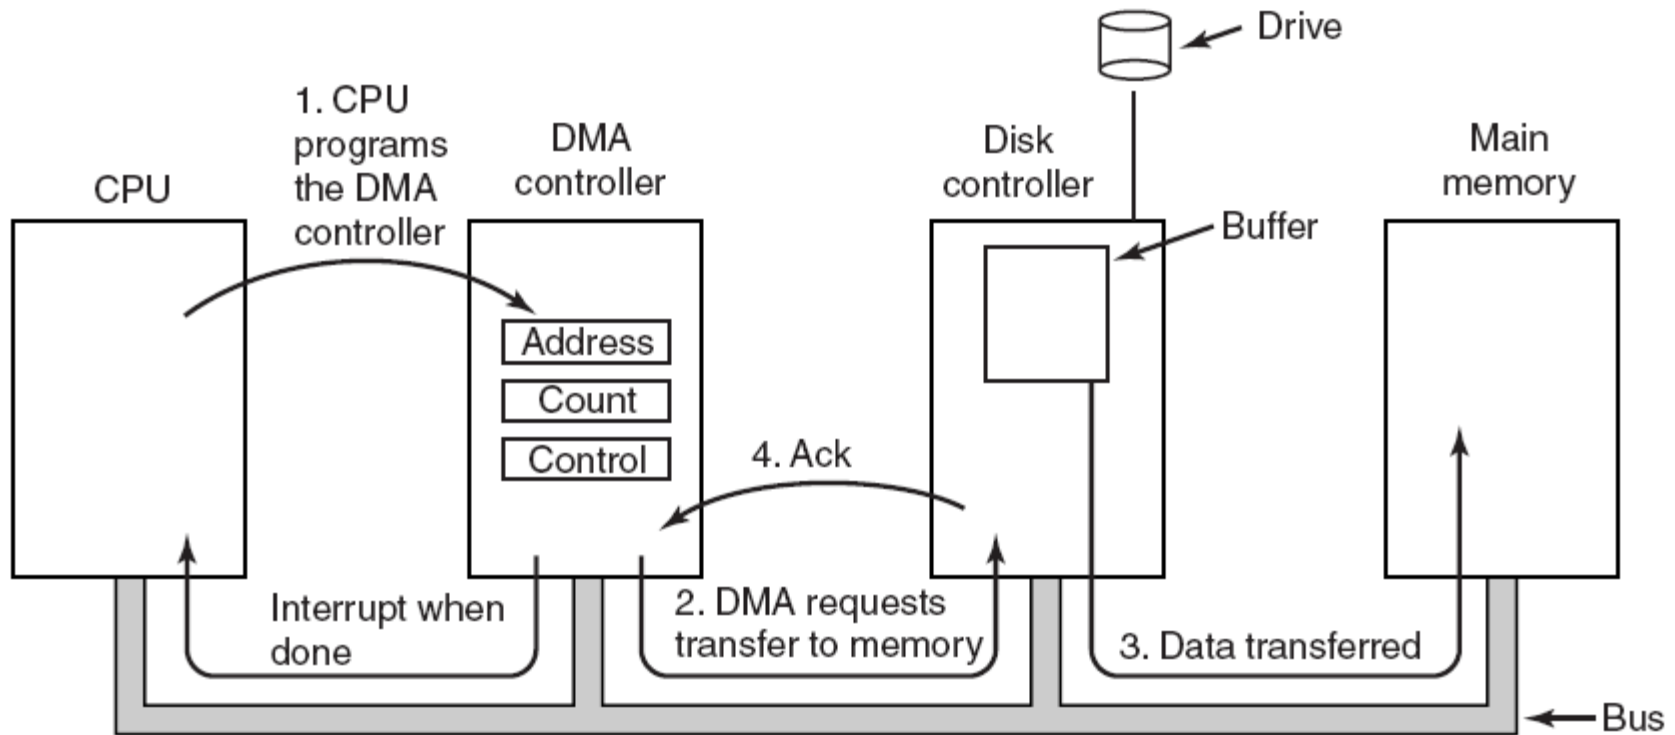 Drive
1. CPU
programs
the DMA
controller
CPU
DMA
controller
Disk
controller
Main
memory
Buffer
Address
Count
Control
4. Ack
Interrupt when
done
2. DMA requests
transfer to memory
3. Data transferred
Bus